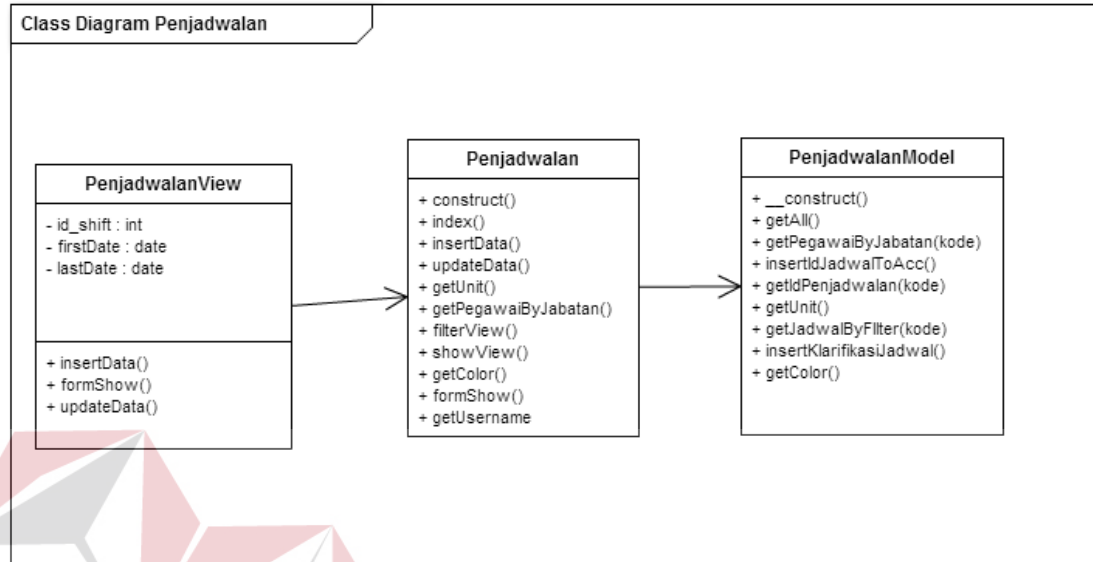 Class Diagram Penjadwalan
PenjadwalanView
- id_shift : int
- firstDate : date
- lastDate : date
+ insertData()
+ formShow()
+ updateData()
Penjadwalan
+ construct()
+ index()
+ insertData()
+ updateData()
+ getUnit()
+ getPegawaiByJabatan()
+ filterView()
+ showView()
+ getColor()
+ formShow()
+ getUsername
PenjadwalanModel
+ __construct()
+ getAll()
+ getPegawaiByJabatan(kode)
+ insertIdJadwalToAcc()
+ getIdPenjadwalan(kode)
+ getUnit()
+ getJadwalByFIlter(kode)
+ insertKlarifikasiJadwal()
+ getColor()